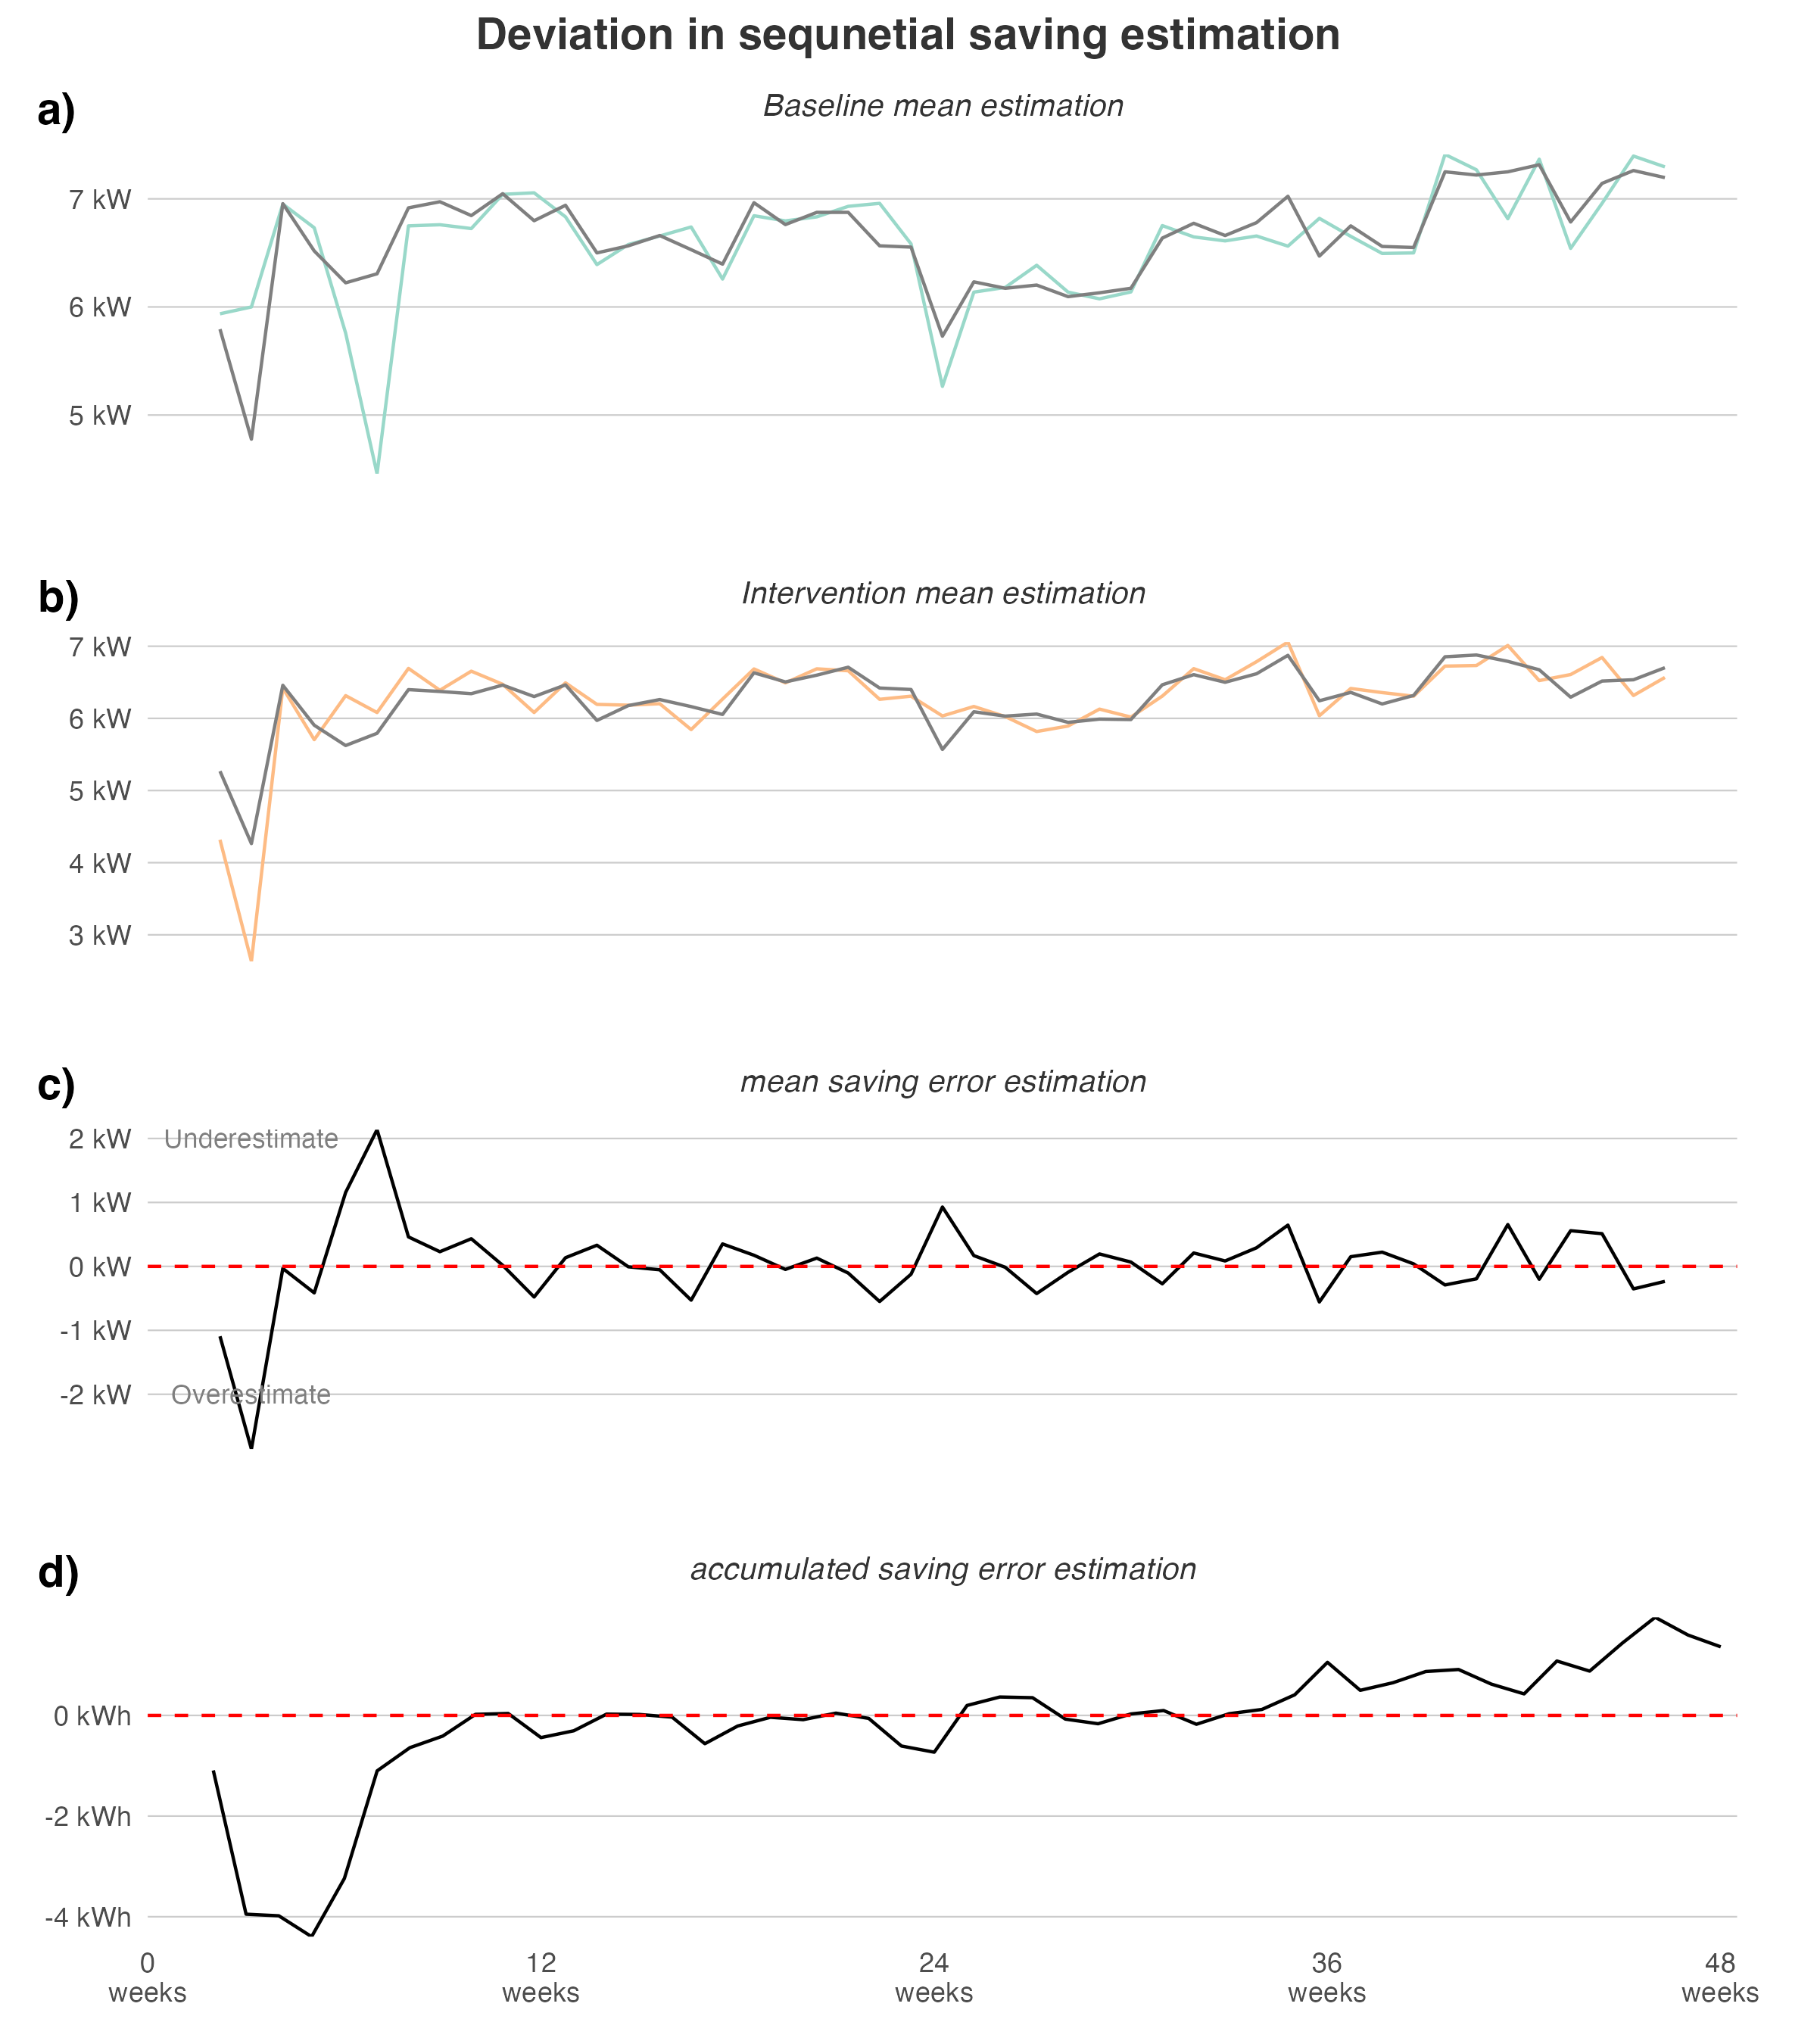 Deviation in sequnetial saving estimation
a)
Baseline mean estimation
7 kW
6 kW
5 kW
b)
Intervention mean estimation
7 kW
6 kW
5 kW
4 kW
3 kW
c)
mean saving error estimation
2 kW
Underestimate
1 kW
0 kW
-1 kW
-2 kW
Overestimate
d)
accumulated saving error estimation
0 kWh
-2 kWh
-4 kWh
0 12 24 36 48
weeks weeks weeks weeks weeks